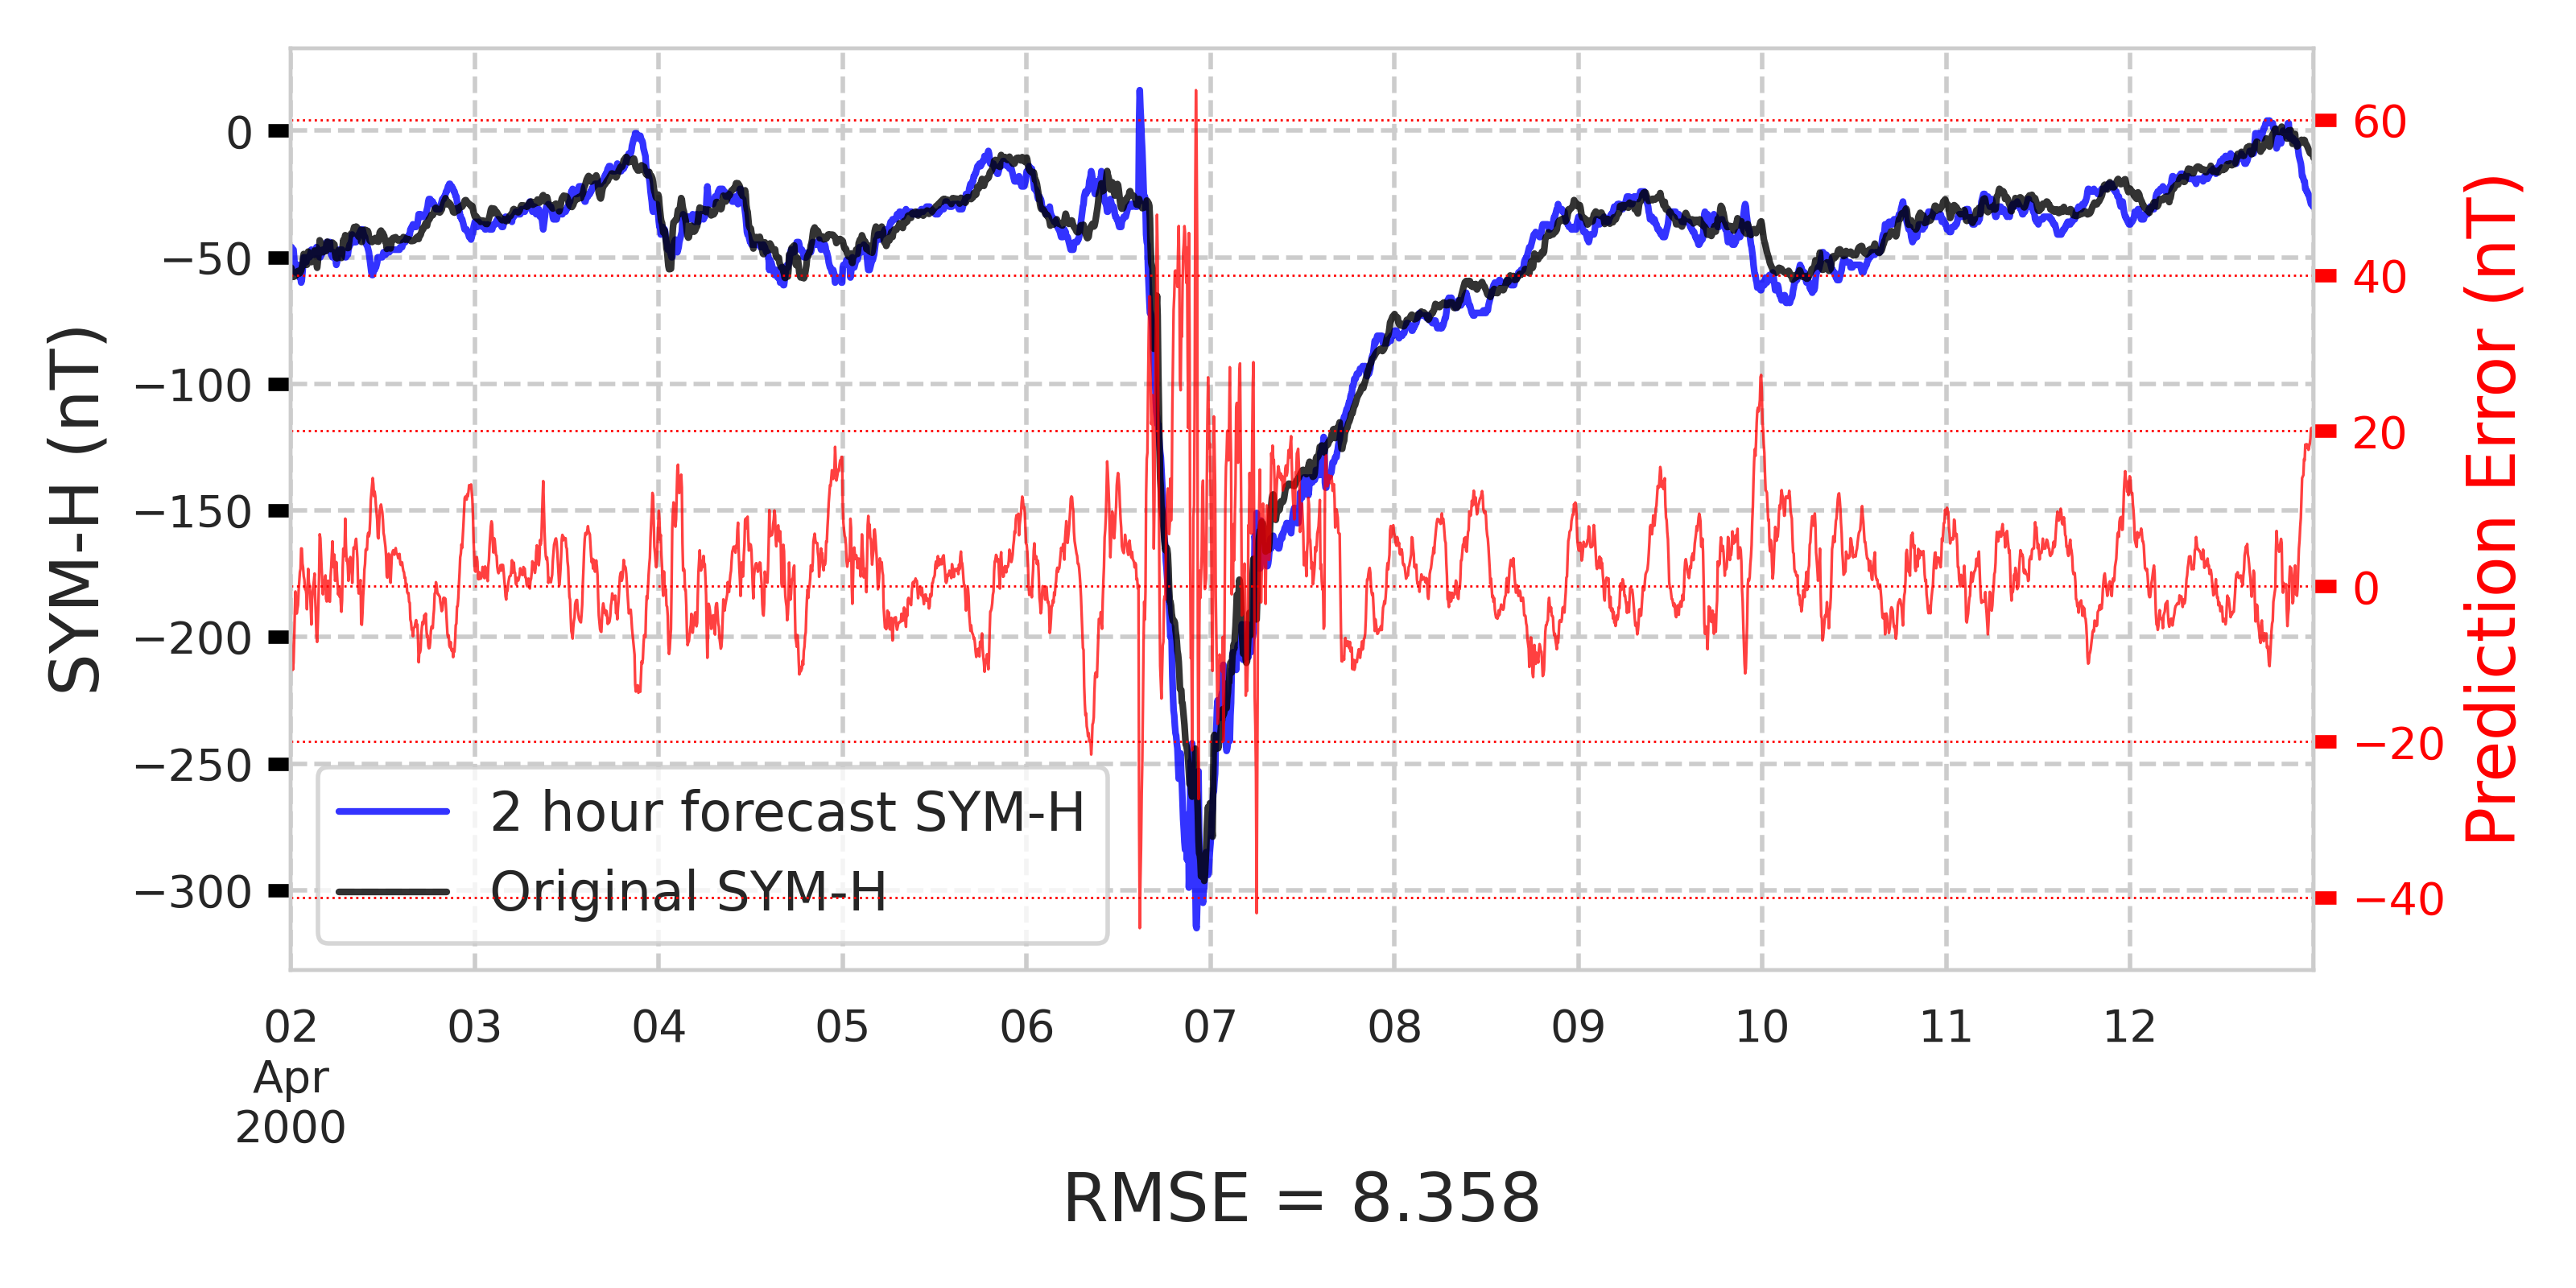 SYM-H (nT)
0
−50
−100
−150
−200
−250
−300
2 hour forecast SYM-H
Original SYM-H
60
40
20
0
−20
−40
Prediction Error (nT)
02 03 04 05 06 07 08 09 10 11 12
Apr
2000
RMSE = 8.358